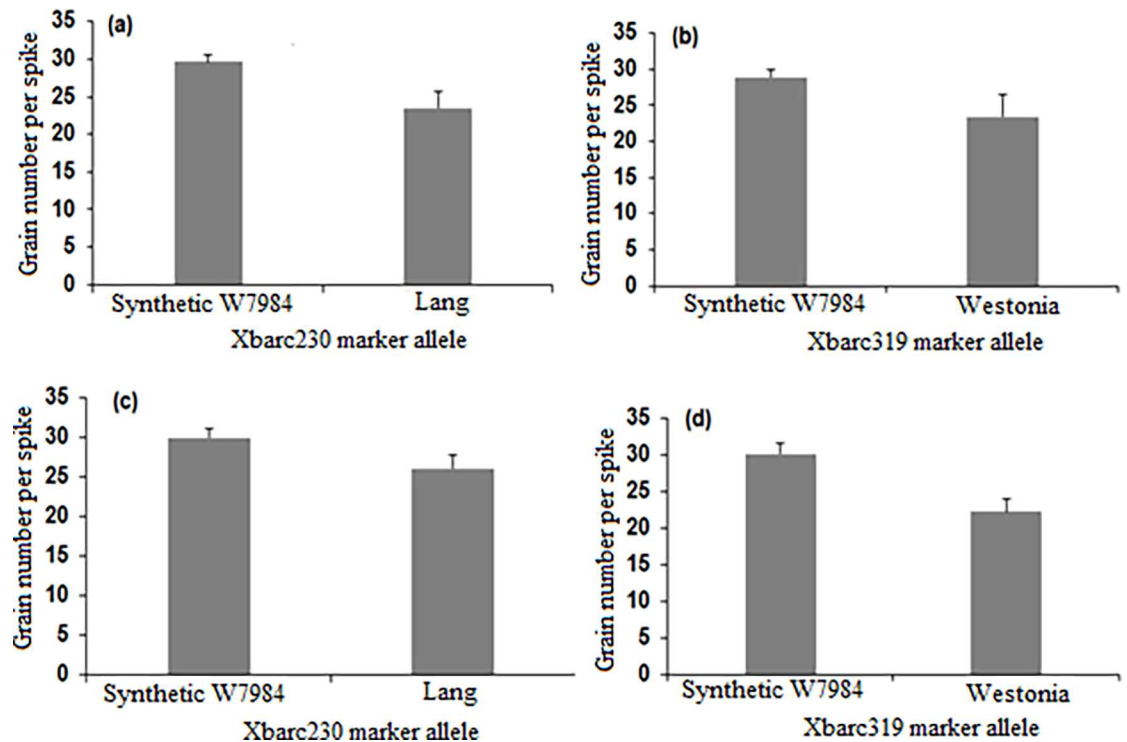 (a)
Grain number per spike
35
30
25
20
15
10
5
0
Synthetic W7984
Lang
Xbarc230 marker allele
(b)
Grain number per spike
35
30
25
20
15
10
5
0
Synthetic W7984
Westonia
Xbarc319 marker allele
(c)
Grain number per spike
35
30
25
20
15
10
5
0
Synthetic W7984
Lang
Xbarc230 marker allele
(d)
Grain number per spike
35
30
25
20
15
10
5
0
Synthetic W7984
Westonia
Xbarc319 marker allele